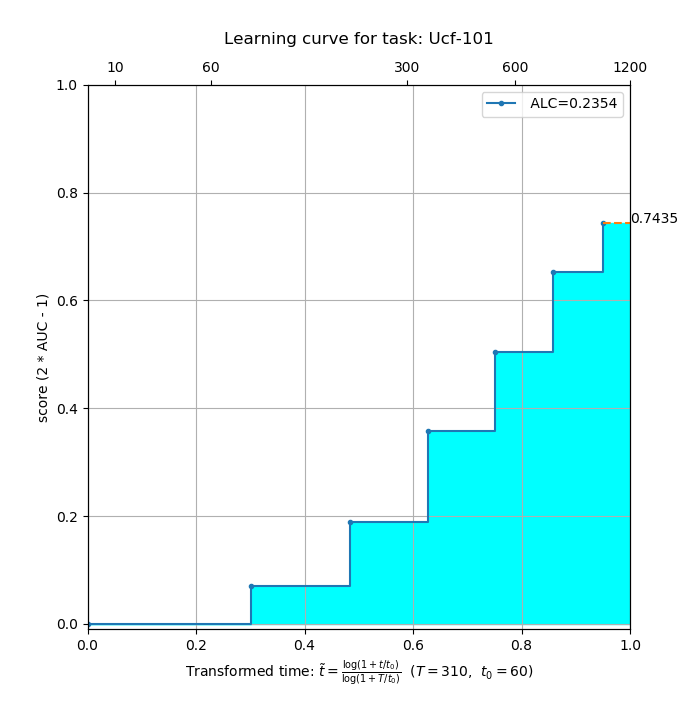 Learning curve for task: Ucf-101
10 60 300 600 1200
1.0
ALC=0.2354
0.8
0.7435
0.6
score (2 * AUC - 1)
0.4
0.2
0.0
0.0 0.2 0.4 0.6 0.8 1.0
Transformed time: t̃ = log(1 + t/t₀) / log(1 + T/t₀) (T = 310, t₀ = 60)